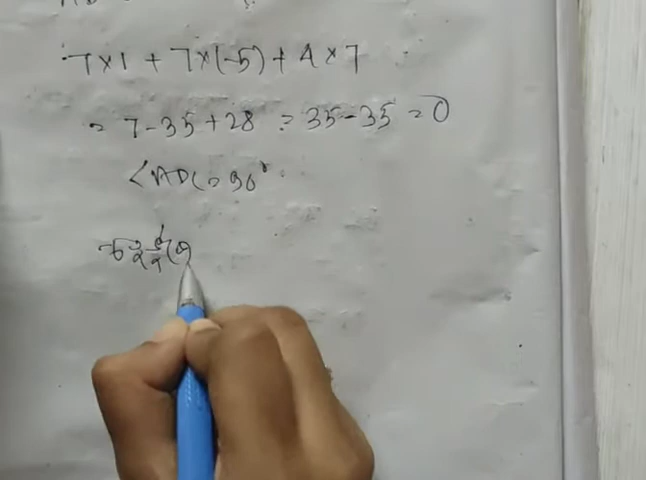 7×1 + 7×(-5) + 4×7
= 7-35+28 = 35-35 = 0
∠ADC = 90°